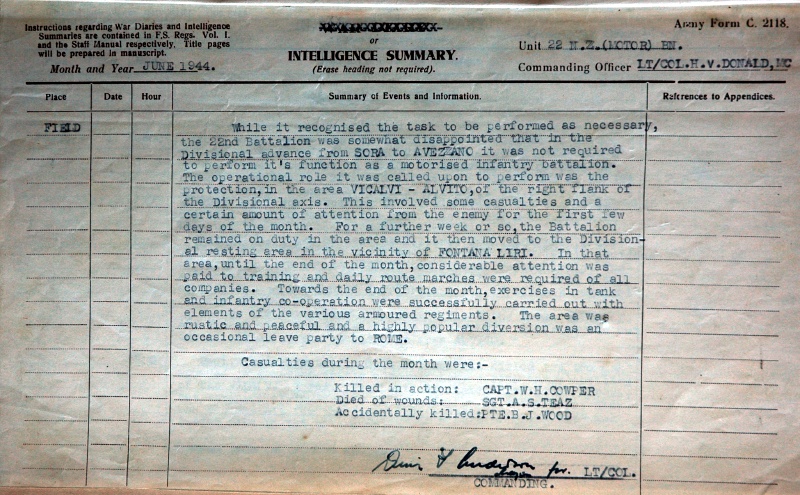 Instructions regarding War Diaries and Intelligence
Summaries are contained in F.S. Regs. Vol. I.
and the Staff Manual respectively. Title pages
will be prepared in manuscript.
Month and Year JUNE 1944.
or
INTELLIGENCE SUMMARY.
(Erase heading not required).
Army Form C. 2118.
Unit 22 N.Z.(MOTOR) BN.
Commanding Officer LT/COL.H.V.DONALD,MC
Place Date Hour Summary of Events and Information. References to Appendices.
FIELD While it recognised the task to be performed as necessary,
the 22nd Battalion was somewhat disappointed that in the
Divisional advance from SORA to AVEZZANO it was not required
to perform it's function as a motorised infantry battalion.
The operational role it was called upon to perform was the
protection,in the area VICALVI - ALVITO,of the right flank of
the Divisional axis. This involved some casualties and a
certain amount of attention from the enemy for the first few
days of the month. For a further week or so,the Battalion
remained on duty in the area and it then moved to the Division-
al resting area in the vicinity of FONTANA LIRI. In that
area,until the end of the month,considerable attention was
paid to training and daily route marches were required of all
companies. Towards the end of the month,exercises in tank
and infantry co-operation were successfully carried out with
elements of the various armoured regiments. The area was
rustic and peaceful and a highly popular diversion was an
occasional leave party to ROME.
Casualties during the month were:-
Killed in action: CAPT.W.H.COWPER
Died of wounds: SGT.A.S.TEAZ
Accidentally killed:PTE.B.J.WOOD
for LT/COL.
COMMANDING.